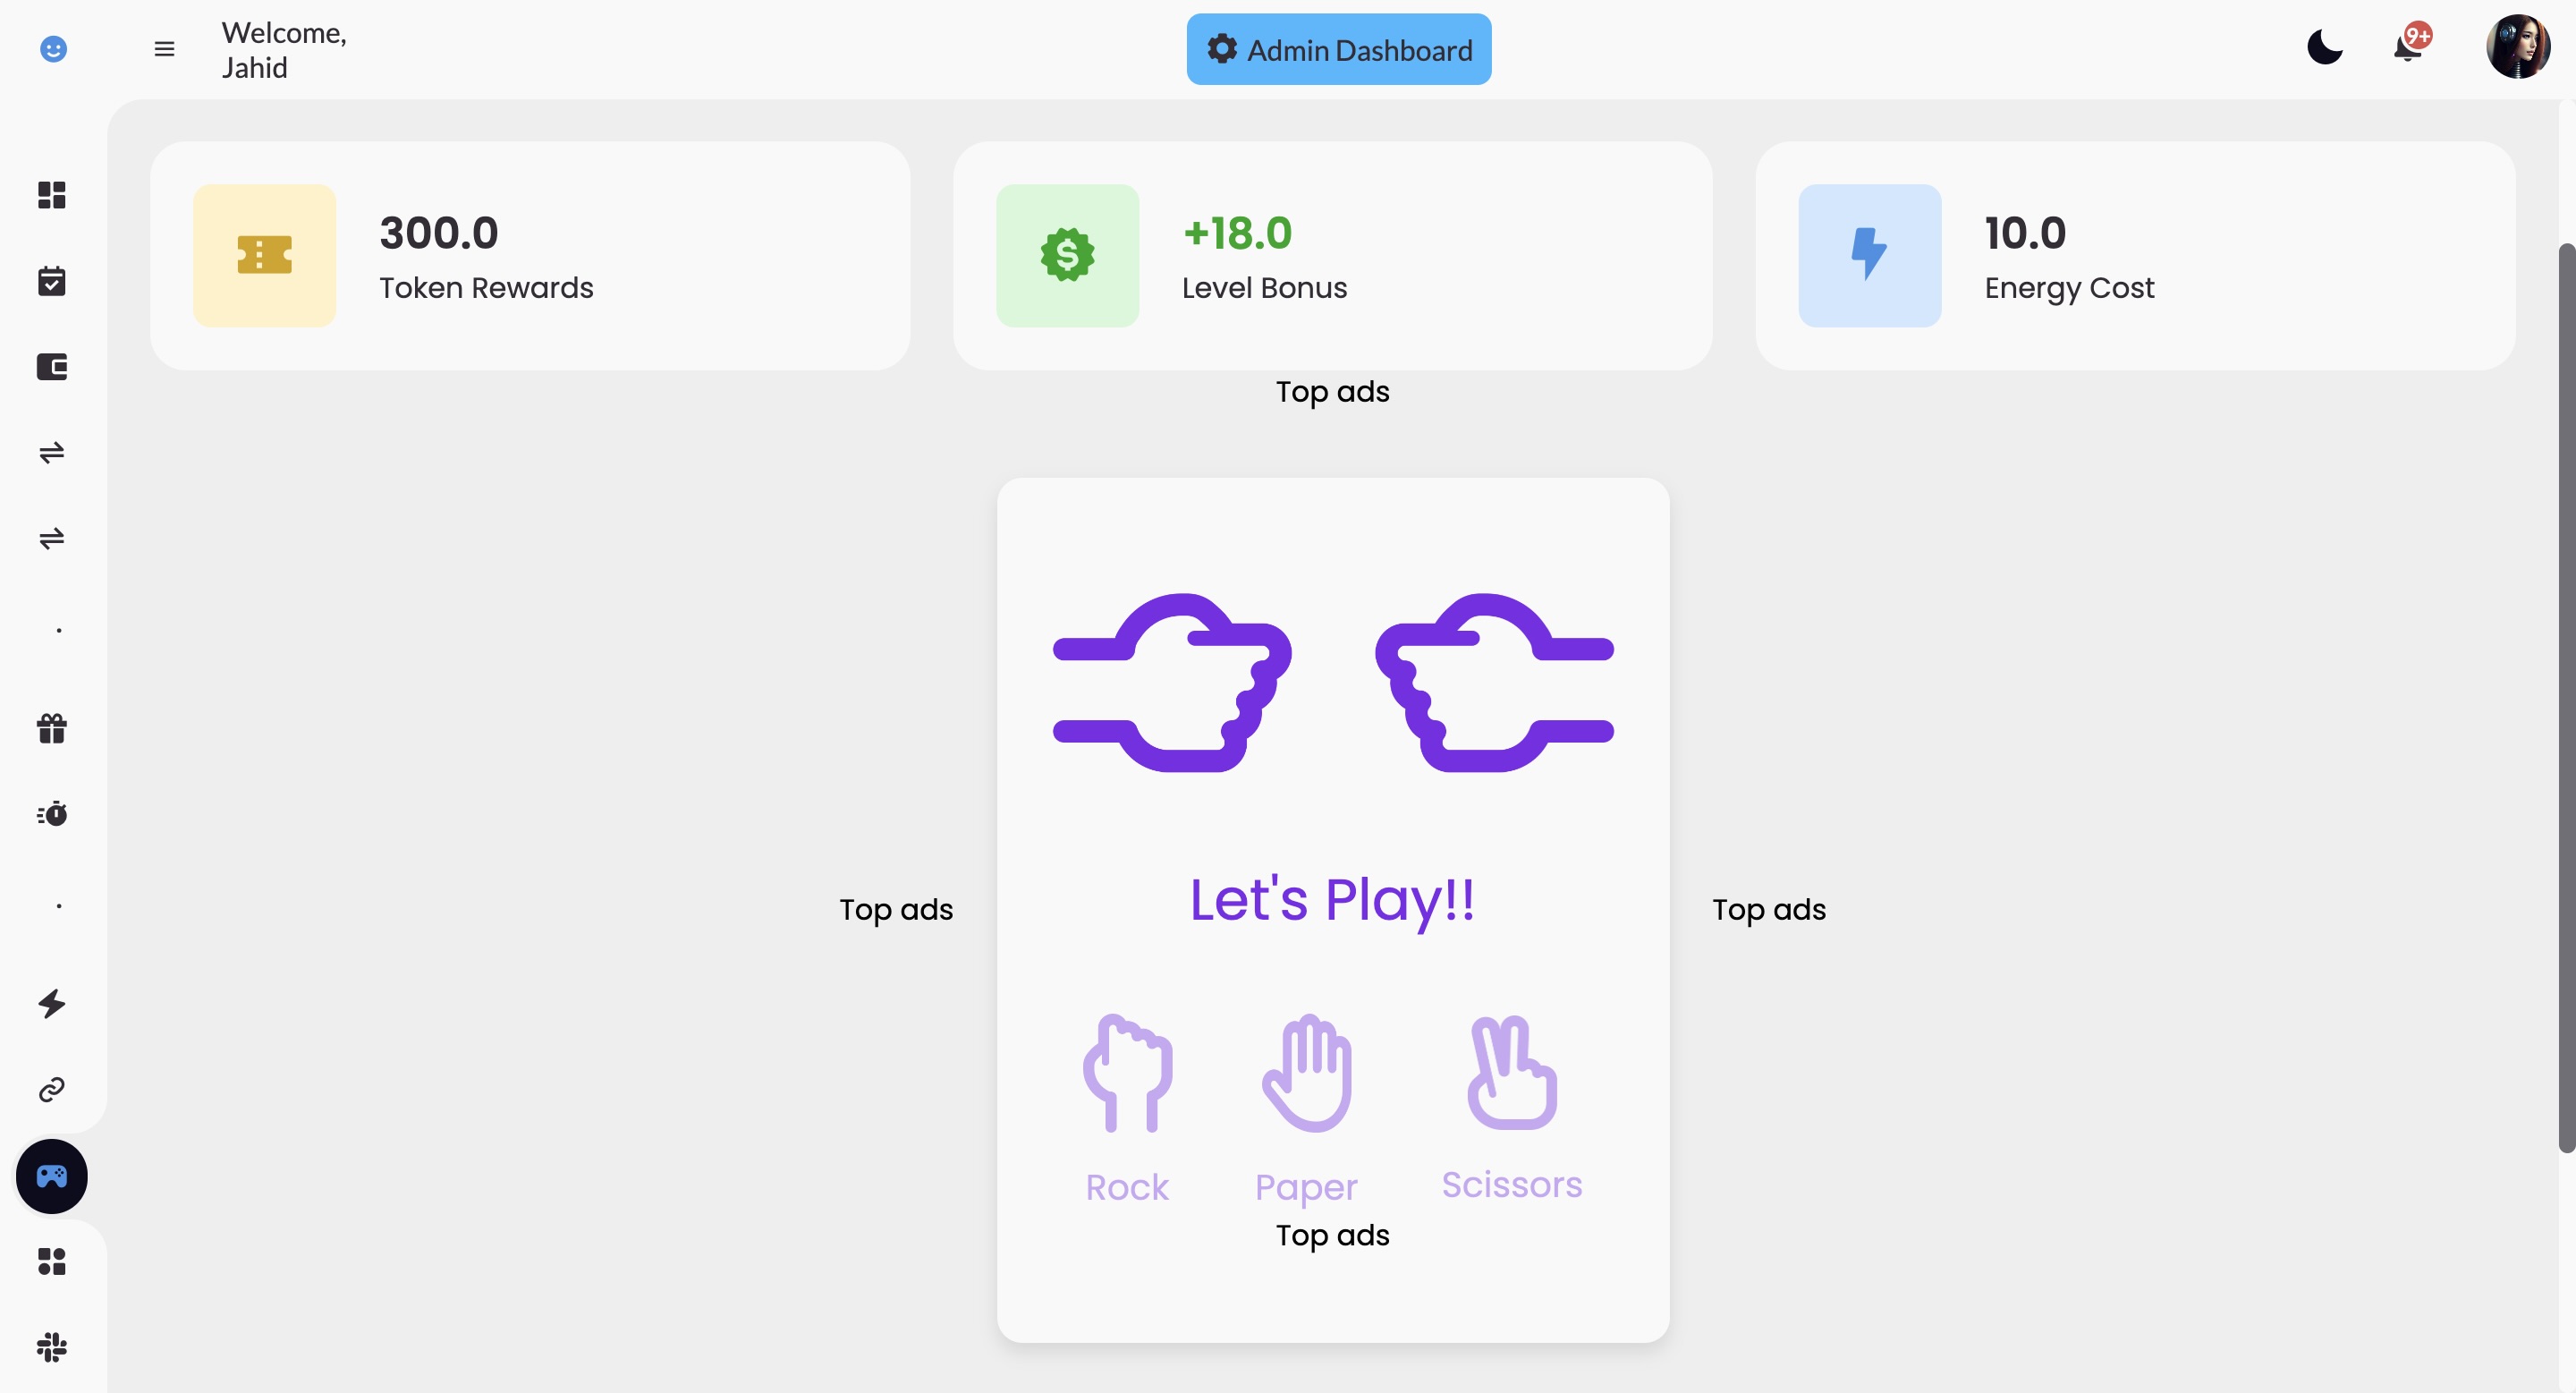 Welcome,
Jahid
Admin Dashboard
9+
300.0
Token Rewards
+18.0
Level Bonus
10.0
Energy Cost
Top ads
Top ads
Let's Play!!
Top ads
Rock
Paper
Scissors
Top ads